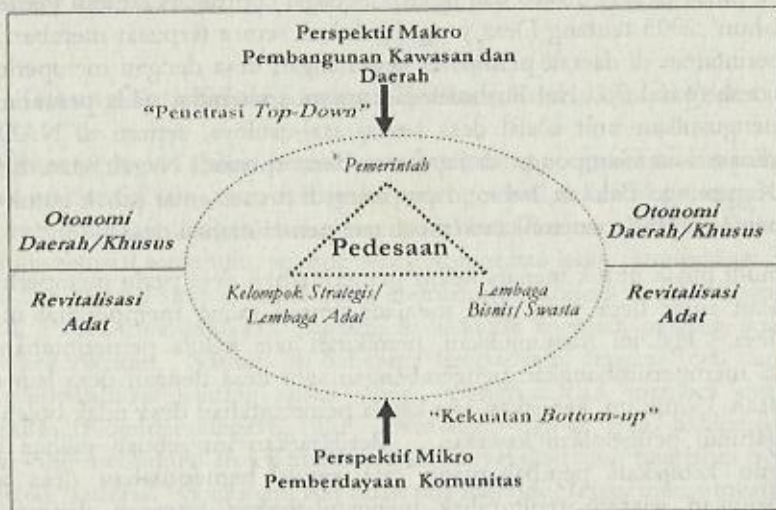 Perspektif Makro
Pembangunan Kawasan dan
Daerah
“Penetrasi Top-Down”
Pemerintah
Otonomi
Daerah/Khusus
Otonomi
Daerah/Khusus
Pedesaan
Revitalisasi
Adat
Kelompok Strategis/
Lembaga Adat
Lembaga
Bisnis/Swasta
Revitalisasi
Adat
“Kekuatan Bottom-up”
Perspektif Mikro
Pemberdayaan Komunitas